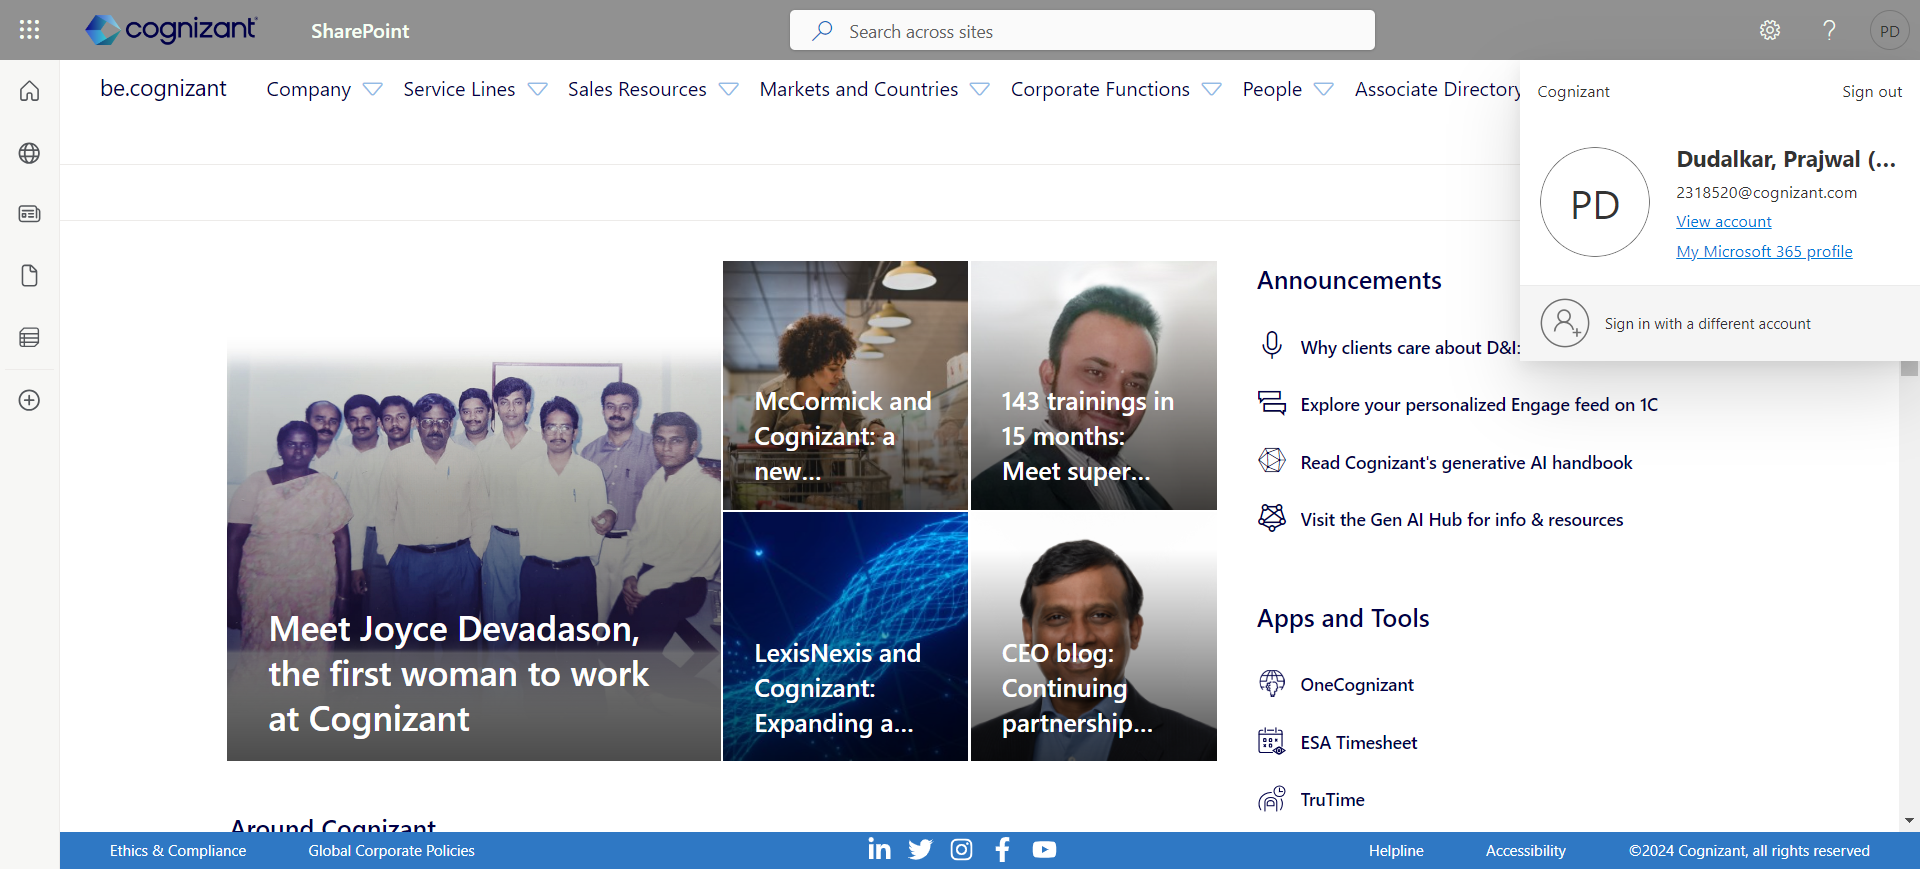 cognizant
SharePoint
Search across sites
?
PD
be.cognizant
Company
Service Lines
Sales Resources
Markets and Countries
Corporate Functions
People
Associate Directory
Cognizant
Sign out
PD
Dudalkar, Prajwal (...
2318520@cognizant.com
View account
My Microsoft 365 profile
Sign in with a different account
Meet Joyce Devadason,
the first woman to work
at Cognizant
McCormick and
Cognizant: a
new...
143 trainings in
15 months:
Meet super...
LexisNexis and
Cognizant:
Expanding a...
CEO blog:
Continuing
partnership...
Announcements
Why clients care about D&I:
Explore your personalized Engage feed on 1C
Read Cognizant's generative AI handbook
Visit the Gen AI Hub for info & resources
Apps and Tools
OneCognizant
ESA Timesheet
TruTime
Around Cognizant
Ethics & Compliance
Global Corporate Policies
Helpline
Accessibility
©2024 Cognizant, all rights reserved